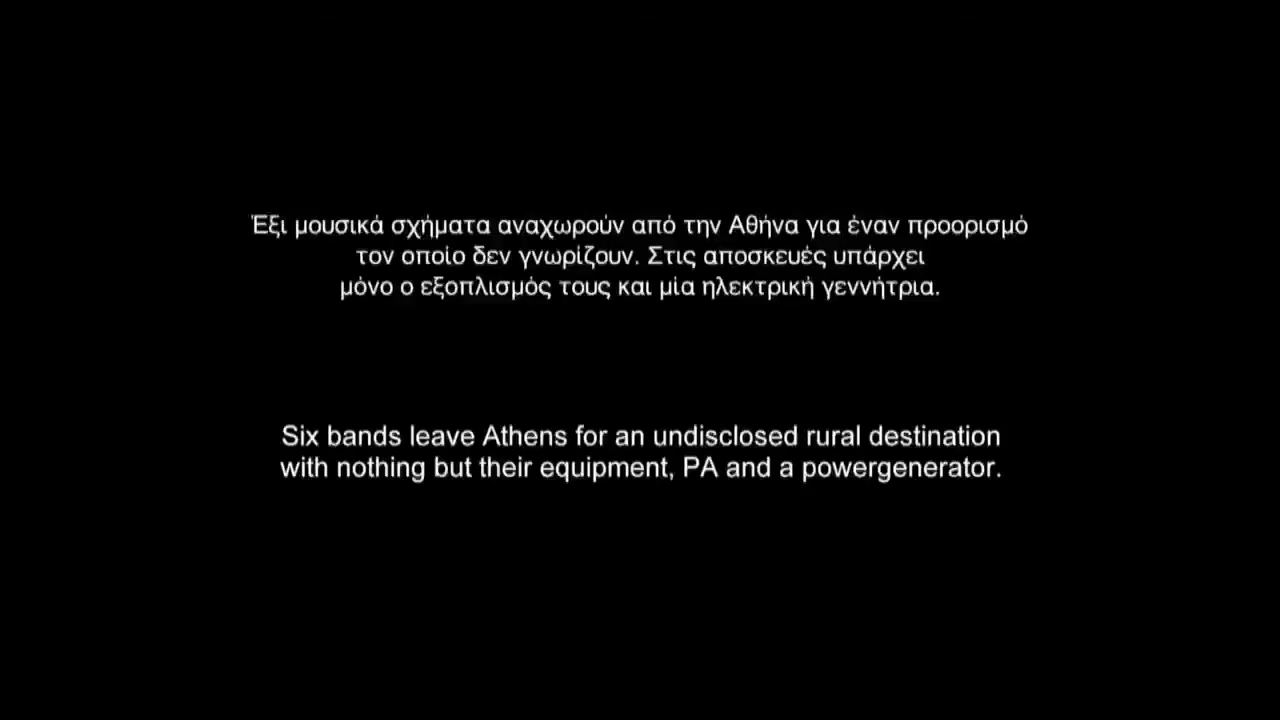 Έξι μουσικά σχήματα αναχωρούν από την Αθήνα για έναν προορισμό
τον οποίο δεν γνωρίζουν. Στις αποσκευές υπάρχει
μόνο ο εξοπλισμός τους και μία ηλεκτρική γεννήτρια.
Six bands leave Athens for an undisclosed rural destination
with nothing but their equipment, PA and a powergenerator.